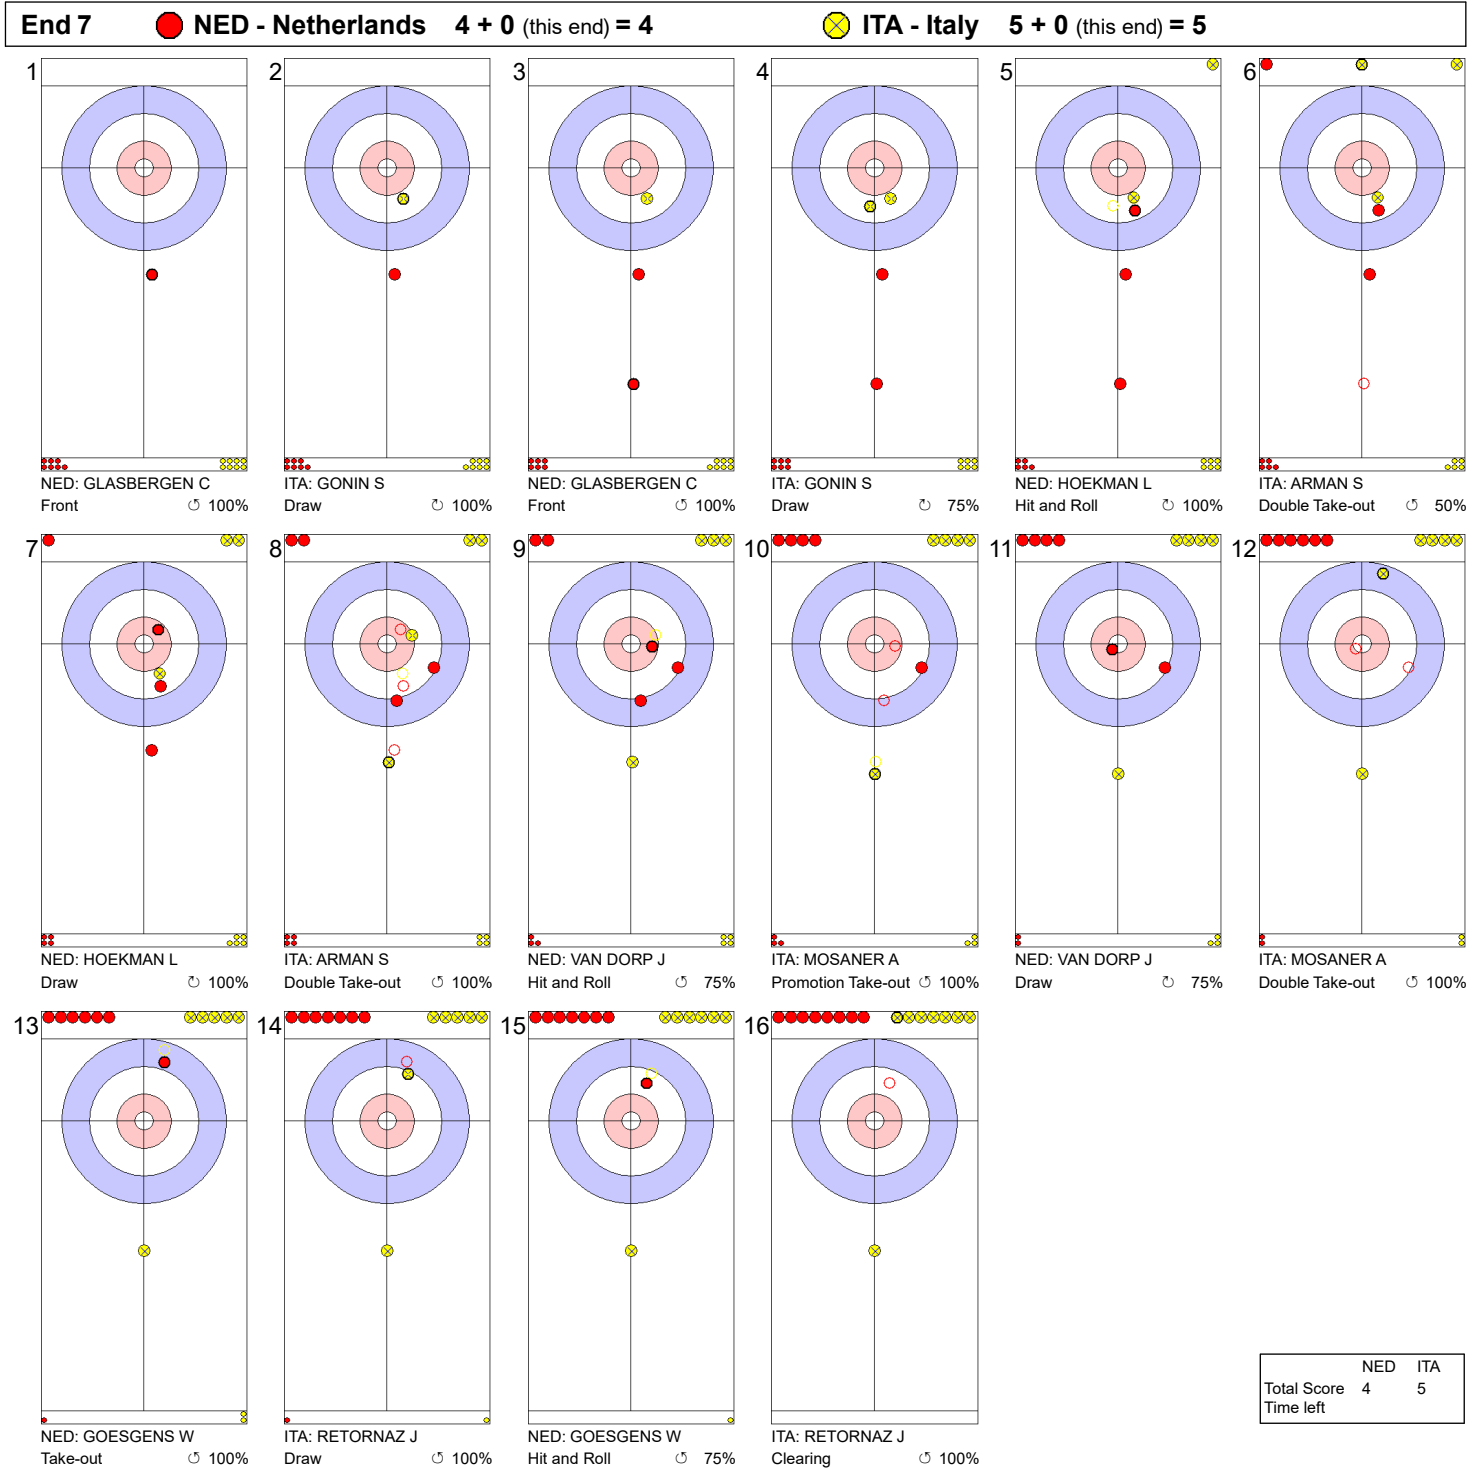 End 7 NED - Netherlands 4 + 0 (this end) = 4 ITA - Italy 5 + 0 (this end) = 5
1 2 3 4 5 6
NED: GLASBERGEN C ITA: GONIN S NED: GLASBERGEN C ITA: GONIN S NED: HOEKMAN L ITA: ARMAN S
Front ↺ 100% Draw ↺ 100% Front ↺ 100% Draw ↻ 75% Hit and Roll ↻ 100% Double Take-out ↺ 50%
7 8 9 10 11 12
NED: HOEKMAN L ITA: ARMAN S NED: VAN DORP J ITA: MOSANER A NED: VAN DORP J ITA: MOSANER A
Draw ↻ 100% Double Take-out ↺ 100% Hit and Roll ↺ 75% Promotion Take-out ↺ 100% Draw ↻ 75% Double Take-out ↺ 100%
13 14 15 16
NED: GOESGENS W ITA: RETORNAZ J NED: GOESGENS W ITA: RETORNAZ J
Take-out ↺ 100% Draw ↺ 100% Hit and Roll ↺ 75% Clearing ↺ 100%
NED ITA
Total Score 4 5
Time left